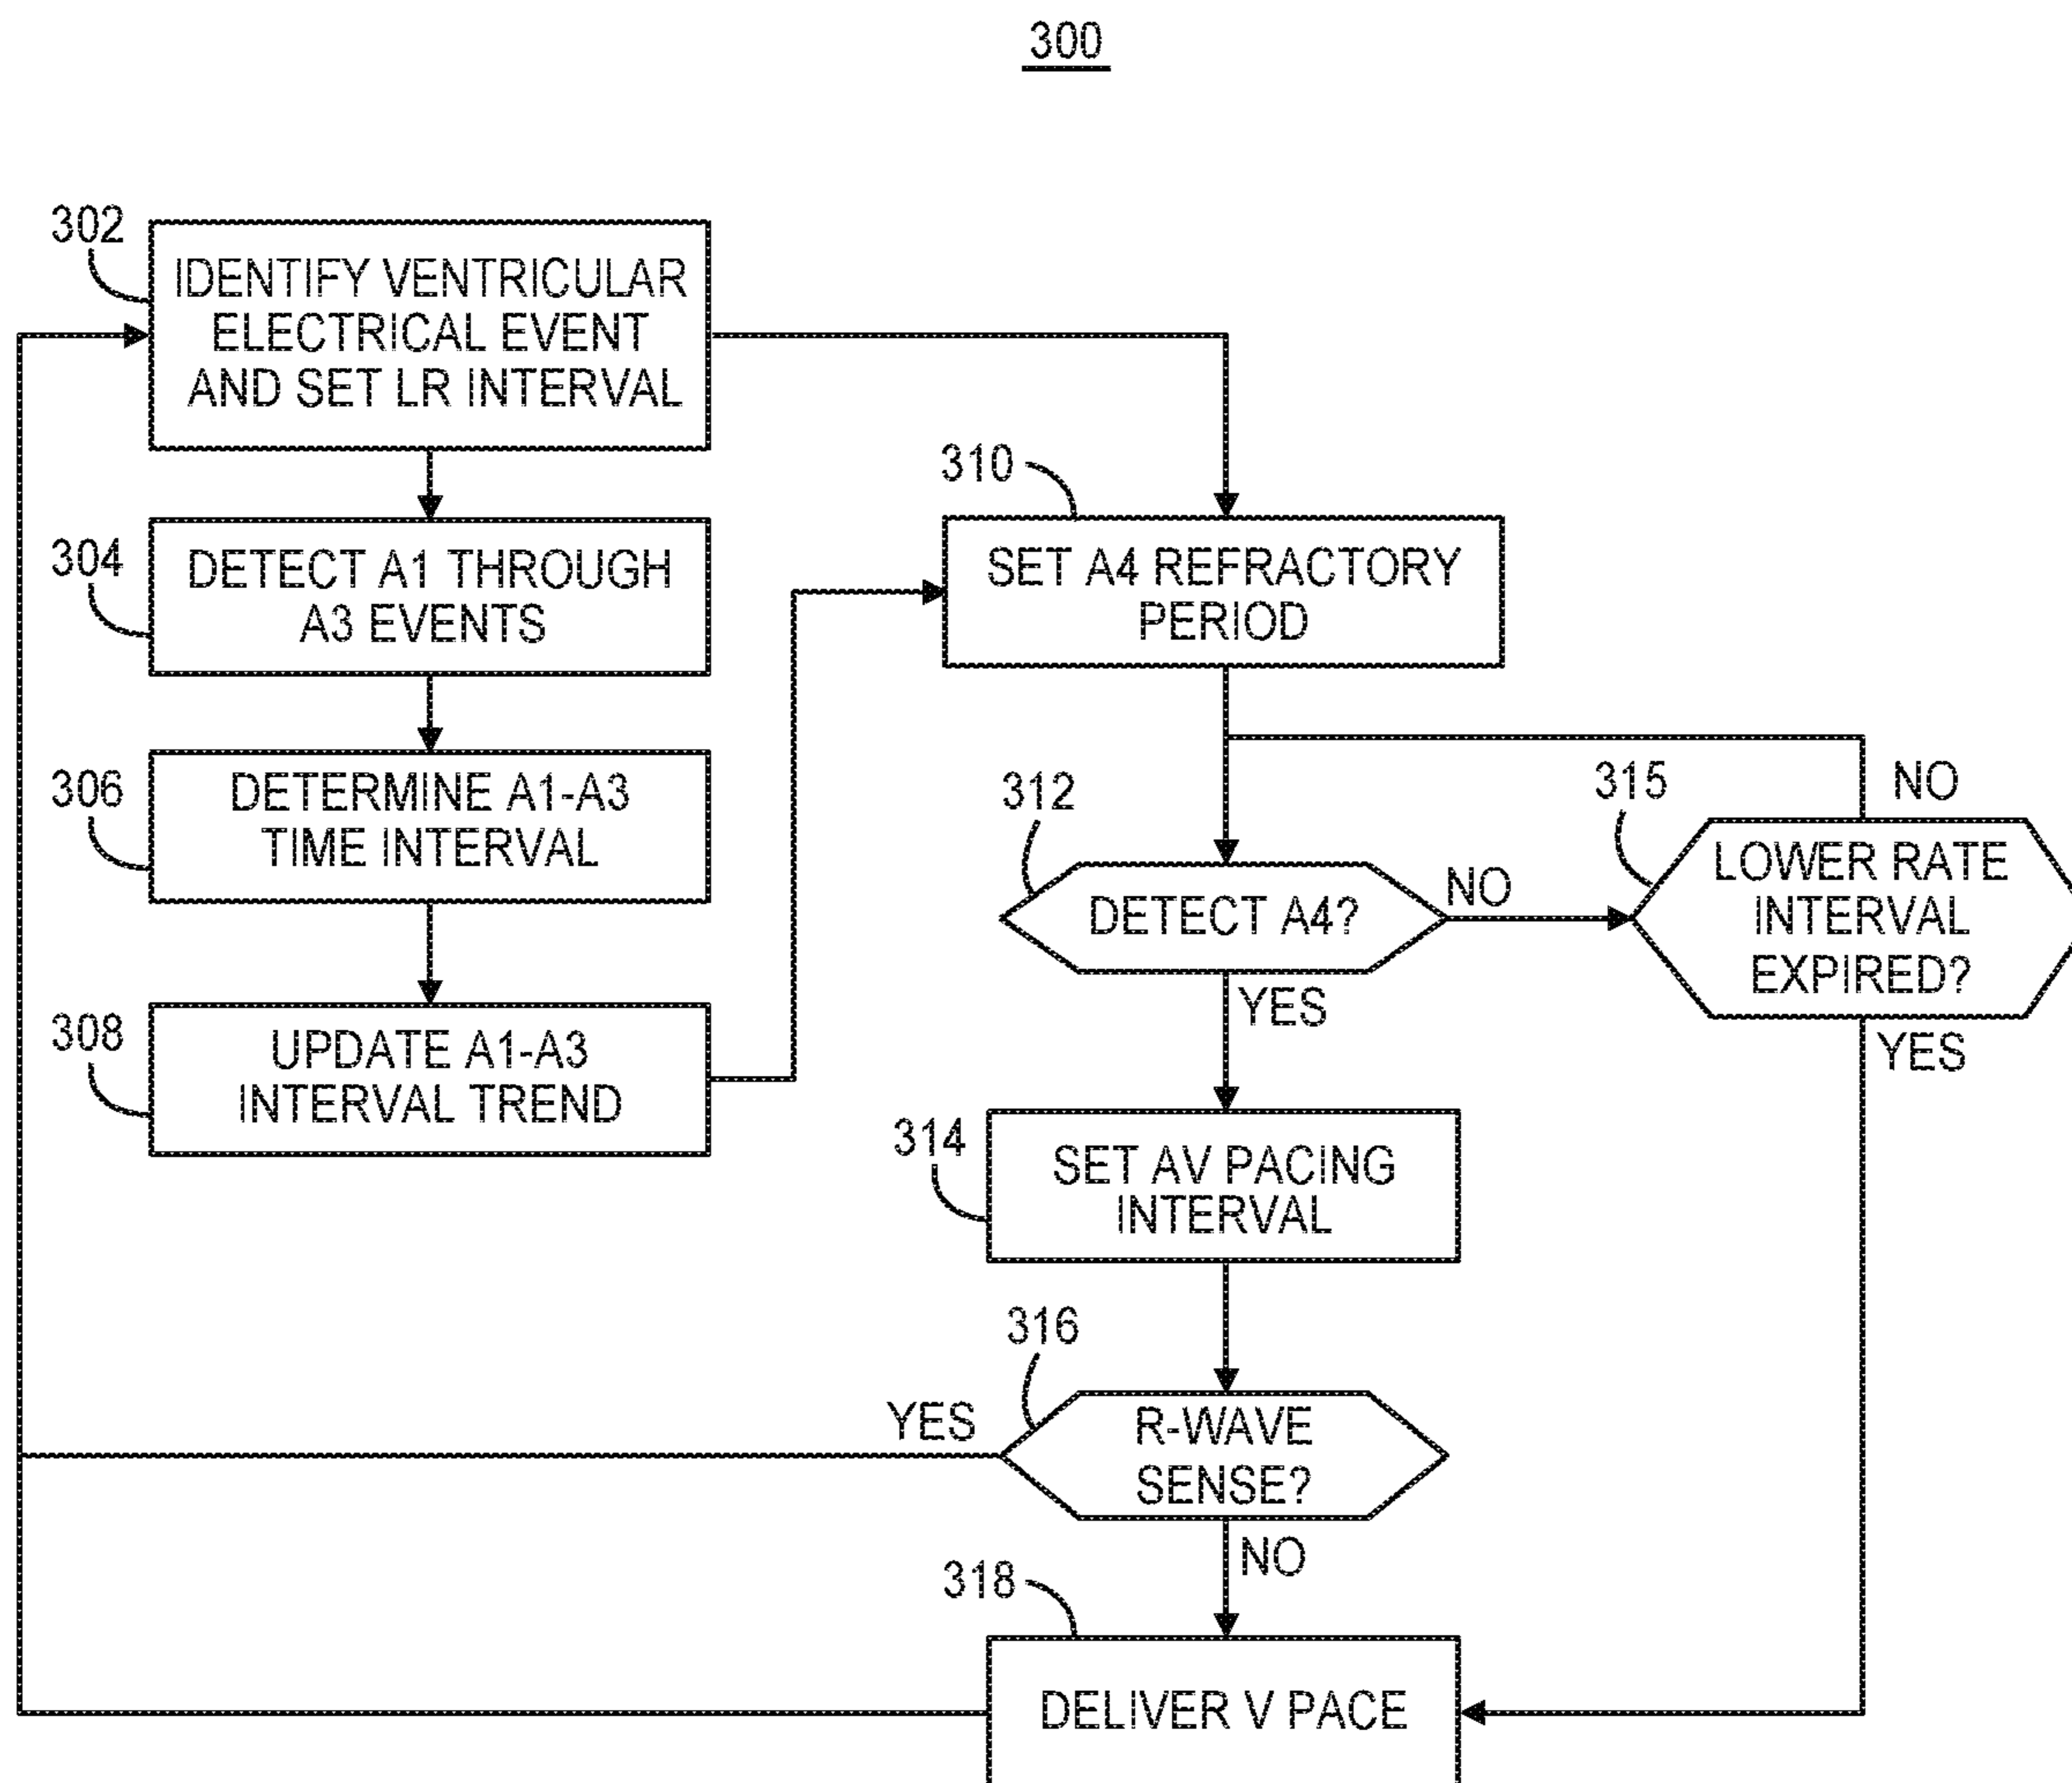 300
302
IDENTIFY VENTRICULAR
ELECTRICAL EVENT
AND SET LR INTERVAL
304
DETECT A1 THROUGH
A3 EVENTS
306
DETERMINE A1-A3
TIME INTERVAL
308
UPDATE A1-A3
INTERVAL TREND
310
SET A4 REFRACTORY
PERIOD
312
DETECT A4?
NO
YES
315
NO
LOWER RATE
INTERVAL
EXPIRED?
YES
314
SET AV PACING
INTERVAL
316
YES
R-WAVE
SENSE?
NO
318
DELIVER V PACE